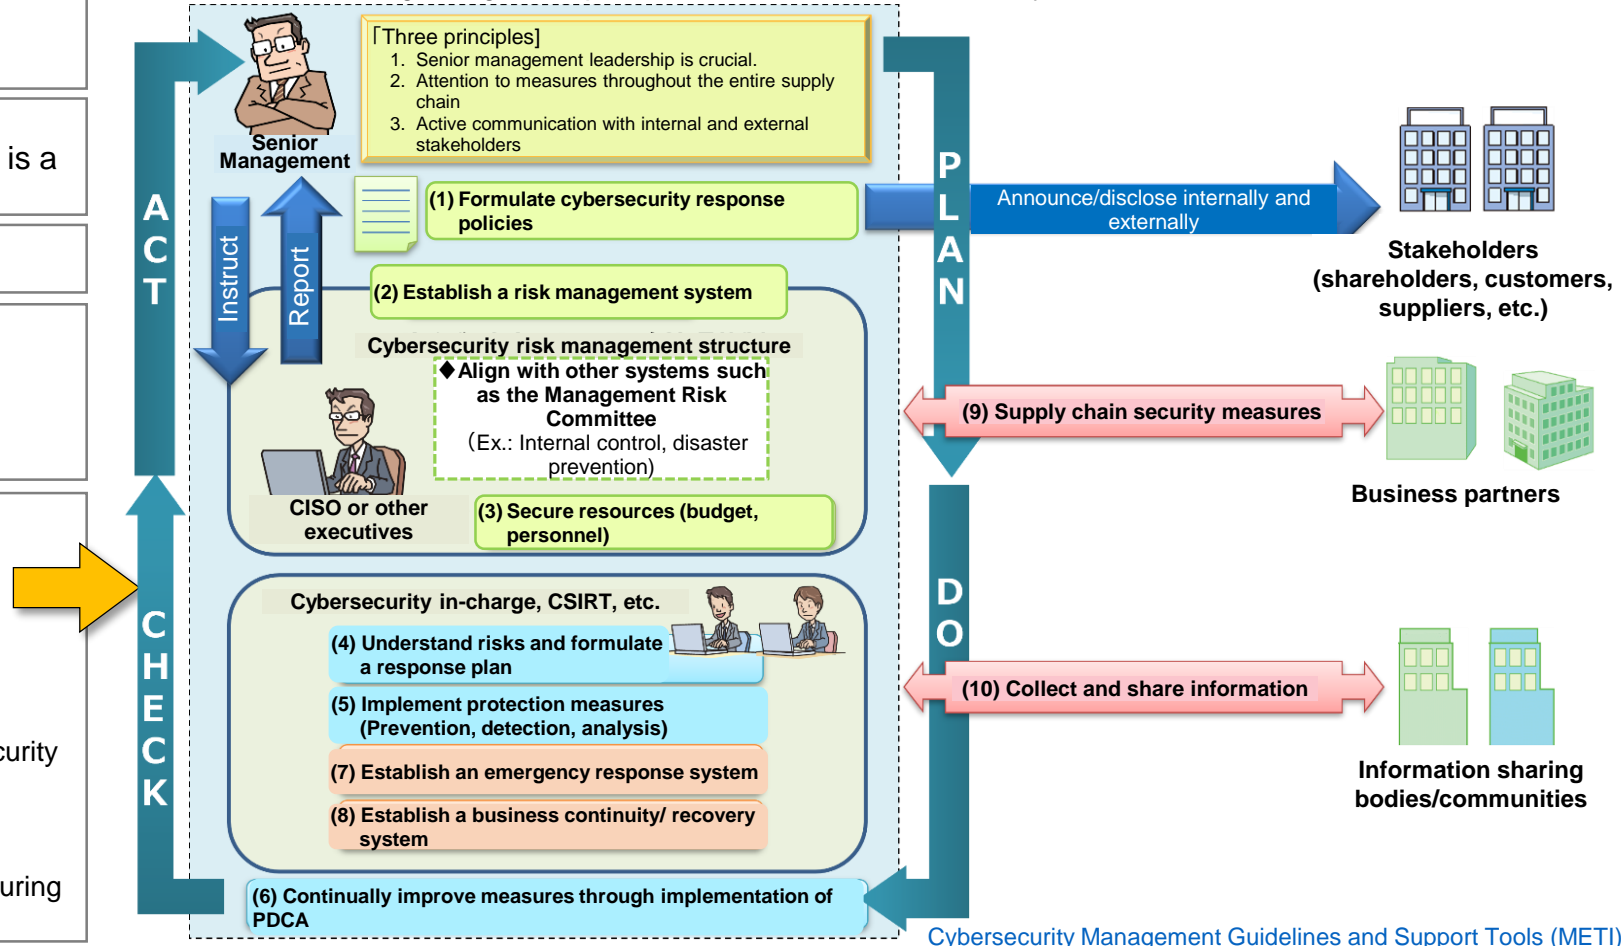 is a
curity
uring
「Three principles]
1. Senior management leadership is crucial.
2. Attention to measures throughout the entire supply
chain
3. Active communication with internal and external
stakeholders
Senior
Management
(1) Formulate cybersecurity response
policies
Instruct
Report
(2) Establish a risk management system
Cybersecurity risk management structure
◆Align with other systems such
as the Management Risk
Committee
(Ex.: Internal control, disaster
prevention)
CISO or other
executives
(3) Secure resources (budget,
personnel)
Cybersecurity in-charge, CSIRT, etc.
(4) Understand risks and formulate
a response plan
(5) Implement protection measures
(Prevention, detection, analysis)
(7) Establish an emergency response system
(8) Establish a business continuity/ recovery
system
(6) Continually improve measures through implementation of
PDCA
PLAN
DO
CHECK
ACT
Announce/disclose internally and
externally
Stakeholders
(shareholders, customers,
suppliers, etc.)
(9) Supply chain security measures
Business partners
(10) Collect and share information
Information sharing
bodies/communities
Cybersecurity Management Guidelines and Support Tools (METI)